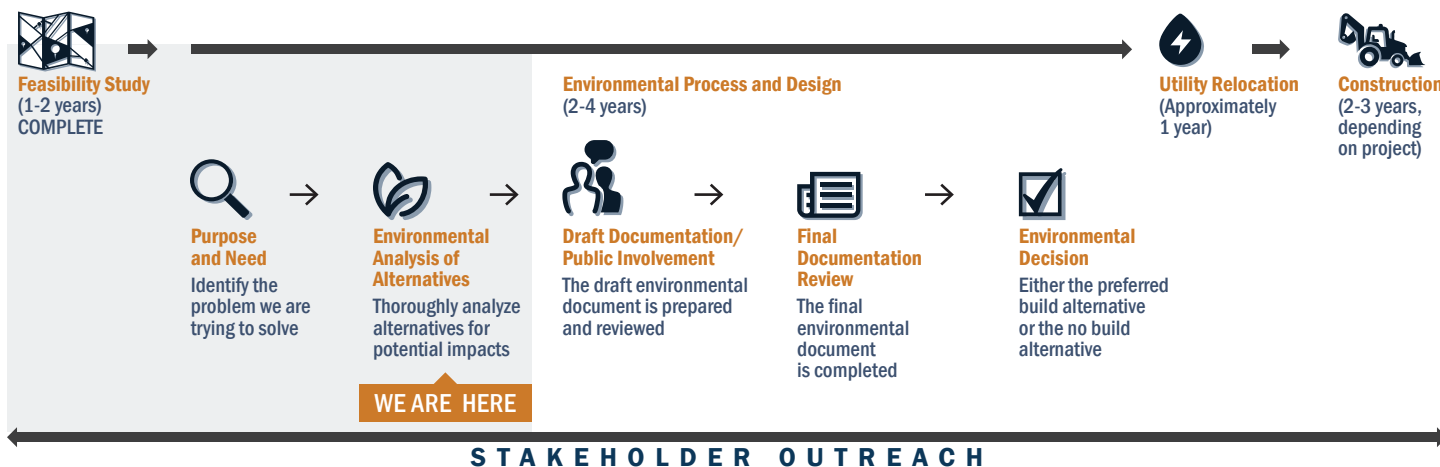 Feasibility Study
(1-2 years)
COMPLETE
Environmental Process and Design
(2-4 years)
Utility Relocation
(Approximately
1 year)
Construction
(2-3 years,
depending
on project)
Purpose
and Need
Identify the
problem we are
trying to solve
Environmental
Analysis of
Alternatives
Thoroughly analyze
alternatives for
potential impacts
WE ARE HERE
Draft Documentation/
Public Involvement
The draft environmental
document is prepared
and reviewed
Final
Documentation
Review
The final
environmental
document
is completed
Environmental
Decision
Either the preferred
build alternative
or the no build
alternative
STAKEHOLDER OUTREACH